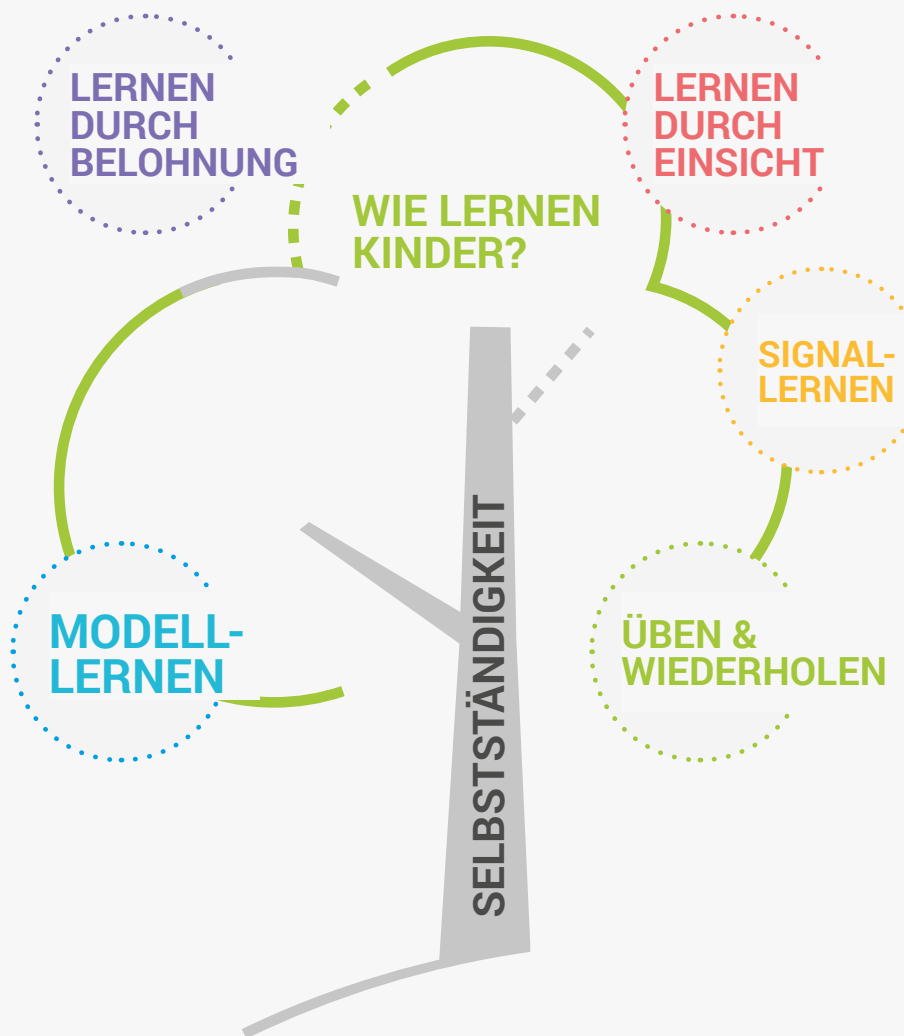 LERNEN
DURCH
BELOHNUNG
LERNEN
DURCH
EINSICHT
WIE LERNEN
KINDER?
SIGNAL-
LERNEN
MODELL-
LERNEN
ÜBEN &
WIEDERHOLEN
SELBSTSTÄNDIGKEIT